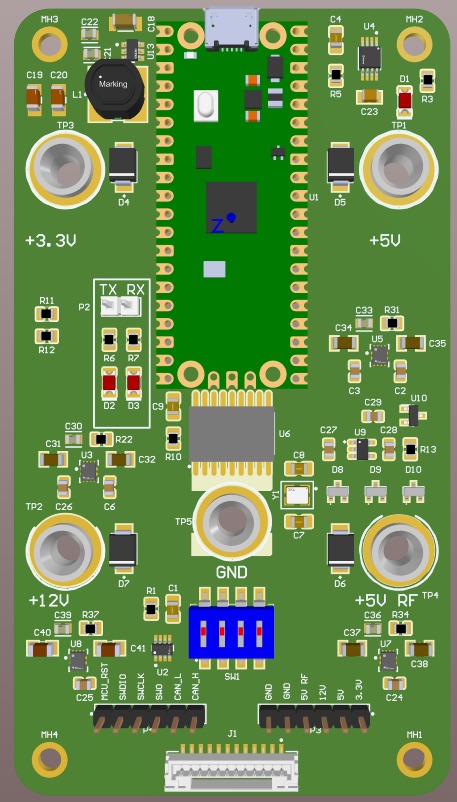 MH3
C22
C18
C4
U4
MH2
C21
U13
C19
C20
L1
Marking
R5
C23
D1
R3
TP3
TP1
D4
D5
U1
Z
+3.3V
+5V
TX RX
P2
R11
R12
R6
R7
D2
D3
C33
R31
C34
U5
C35
C3
C2
C9
R10
U6
C29
U10
C30
R22
C31
U3
C32
C26
C6
C27
U9
C28
R13
C8
D8
D9
D10
Y1
C7
TP2
TP5
D7
D6
GND
+12V
+5V RF
TP4
R1
C1
SW1
C39
R37
C40
U8
C41
U2
C25
C36
R34
C37
U7
C38
C24
MCU_RST
SWDIO
SWCLK
SWO
CAN_L
CAN_H
GND
GND
5V RF
12V
5V
3.3V
P3
J1
MH4
MH1